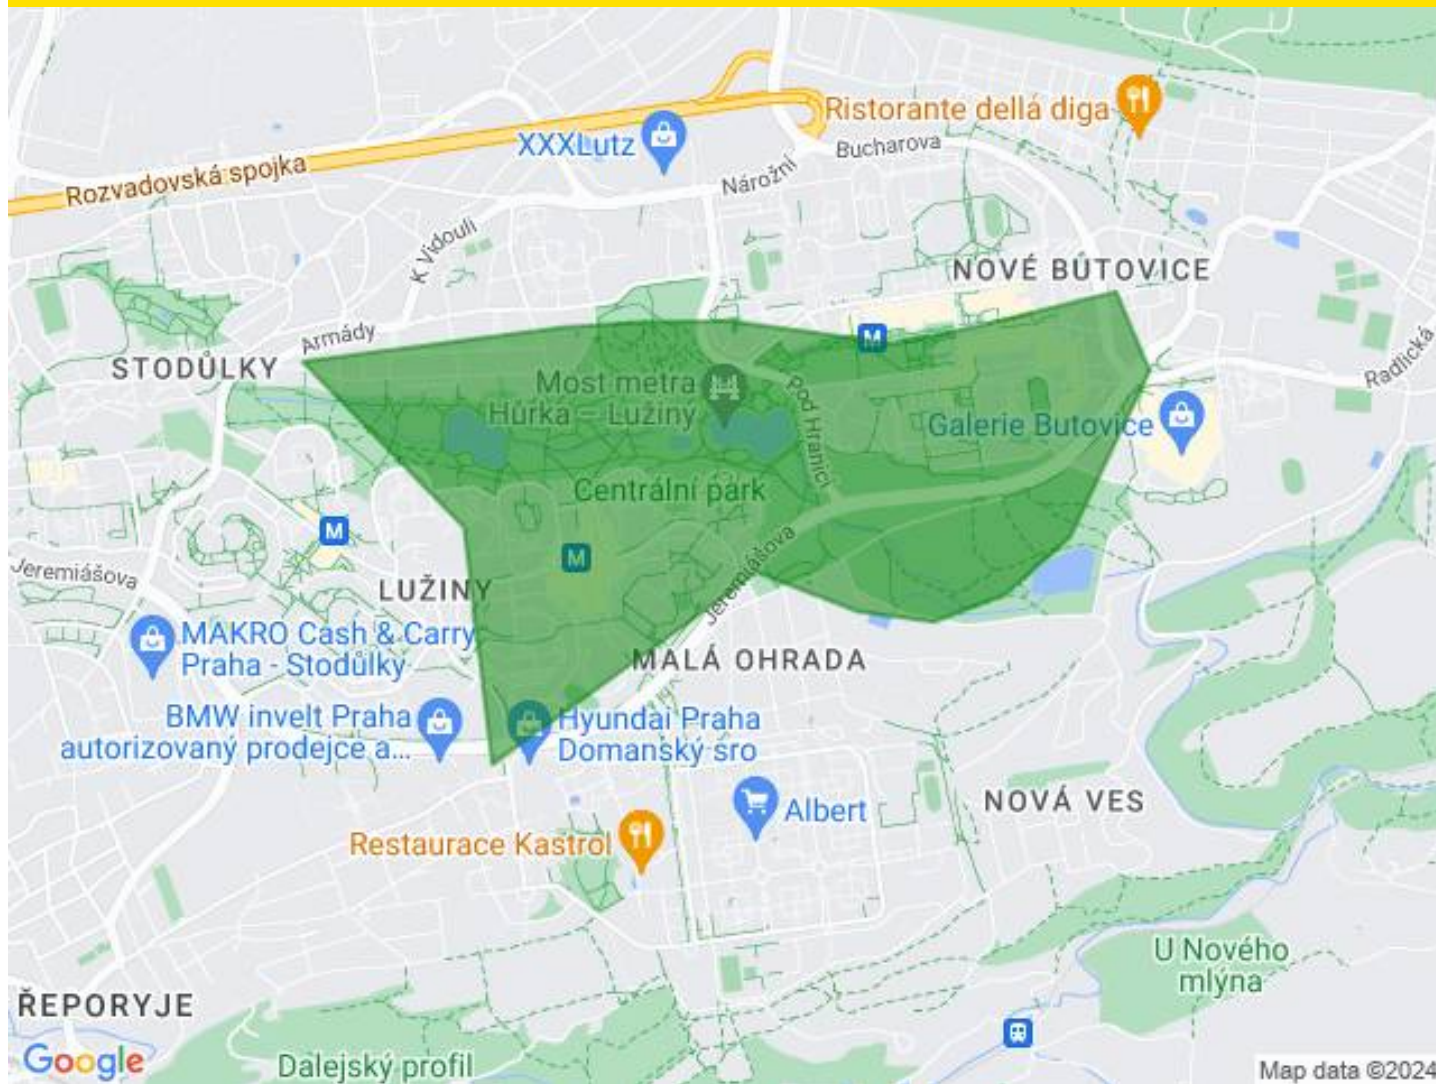 Ristorante dellá diga
XXXLutz
Bucharova
Rozvadovská spojka
Nárožní
K Vidouli
NOVÉ BUTOVICE
Armády
STODŮLKY
Radlická
Most metra
Hůrka – Lužiny
Pod Hranicí
Galerie Butovice
Centrální park
M
M
M
Jeremiášova
Jeremiášova
LUŽINY
MAKRO Cash & Carry
Praha - Stodůlky
MALÁ OHRADA
BMW invelt Praha
autorizovaný prodejce a...
Hyundai Praha
Domanský sro
NOVÁ VES
Albert
Restaurace Kastrol
U Nového
mlýna
ŘEPORYJE
Google
Dalejský profil
Map data ©2024